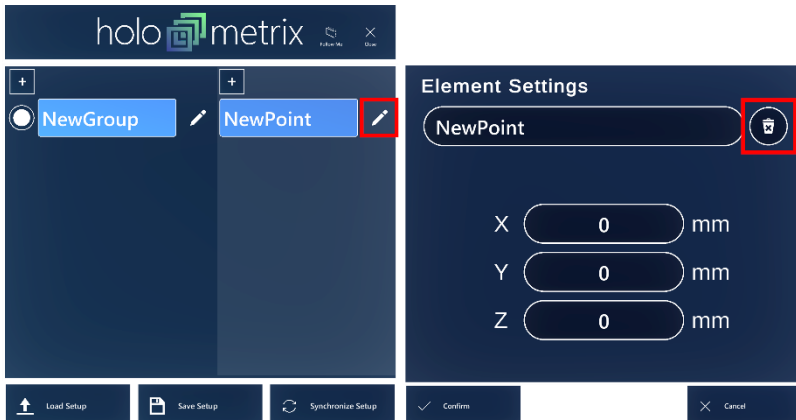 holo metrix
Follow Me
Close
+
+
NewGroup
NewPoint
Load Setup
Save Setup
Synchronize Setup
Element Settings
NewPoint
X 0 mm
Y 0 mm
Z 0 mm
Confirm
Cancel